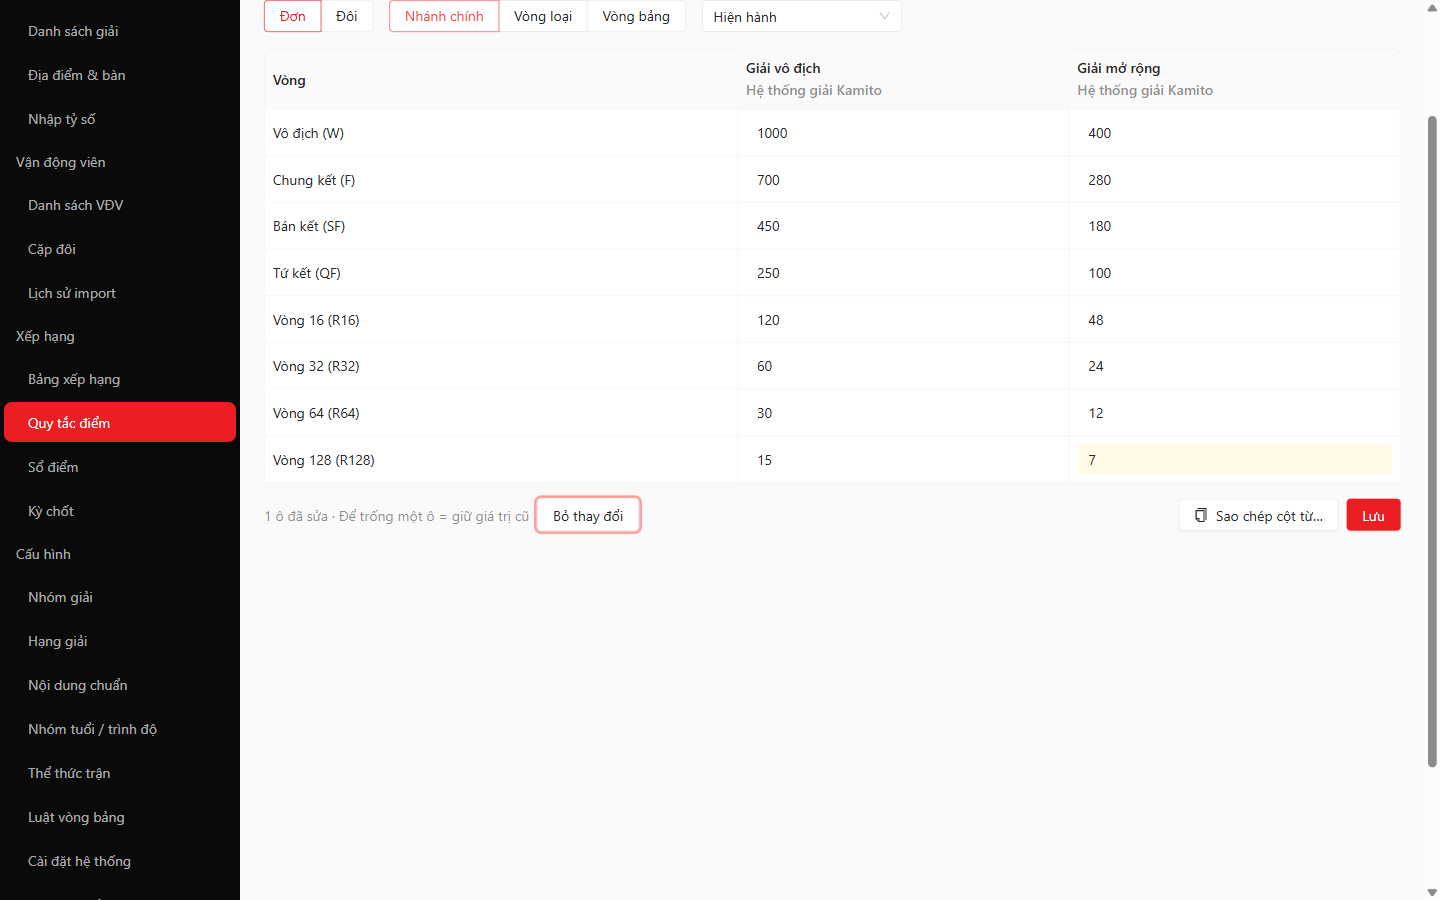 Danh sách giải
Địa điểm & bàn
Nhập tỷ số
Vận động viên
Danh sách VĐV
Cặp đôi
Lịch sử import
Xếp hạng
Bảng xếp hạng
Quy tắc điểm
Sổ điểm
Kỳ chốt
Cấu hình
Nhóm giải
Hạng giải
Nội dung chuẩn
Nhóm tuổi / trình độ
Thể thức trận
Luật vòng bảng
Cài đặt hệ thống
Đơn Đôi Nhánh chính Vòng loại Vòng bảng Hiện hành
Vòng Giải vô địch Giải mở rộng
Hệ thống giải Kamito Hệ thống giải Kamito
Vô địch (W) 1000 400
Chung kết (F) 700 280
Bán kết (SF) 450 180
Tứ kết (QF) 250 100
Vòng 16 (R16) 120 48
Vòng 32 (R32) 60 24
Vòng 64 (R64) 30 12
Vòng 128 (R128) 15 7
1 ô đã sửa · Để trống một ô = giữ giá trị cũ Bỏ thay đổi Sao chép cột từ... Lưu